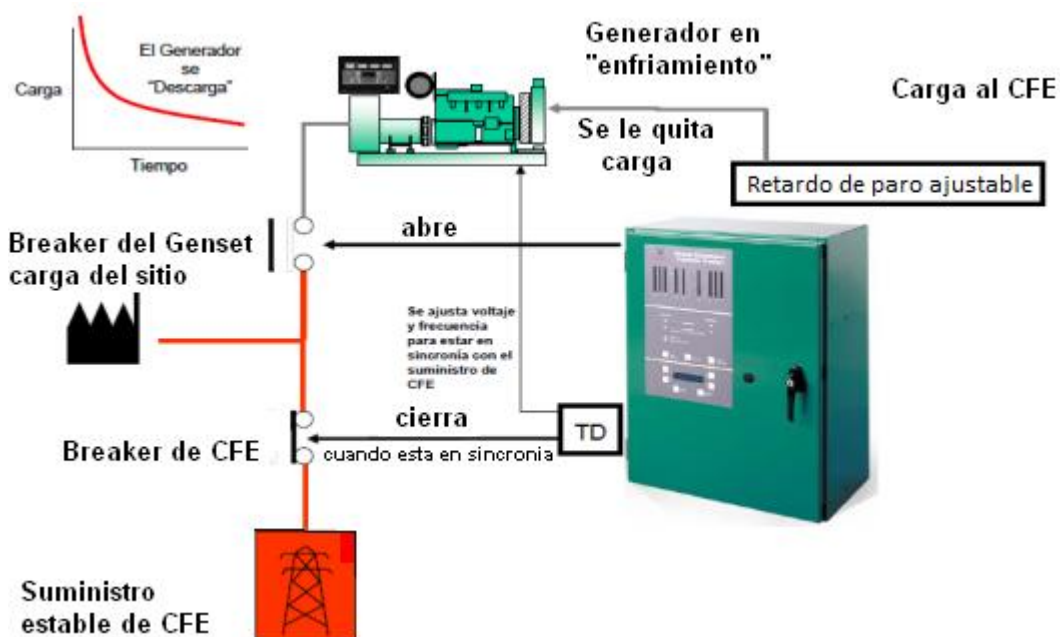 El Generador
se
"Descarga"
Carga
Tiempo
Generador en
"enfriamiento"
Carga al CFE
Se le quita
carga
Retardo de paro ajustable
Breaker del Genset
carga del sitio
abre
Se ajusta voltaje
y frecuencia
para estar en
sincronía con el
suministro de
CFE
cierra
TD
Breaker de CFE
cuando esta en sincronia
Suministro
estable de CFE